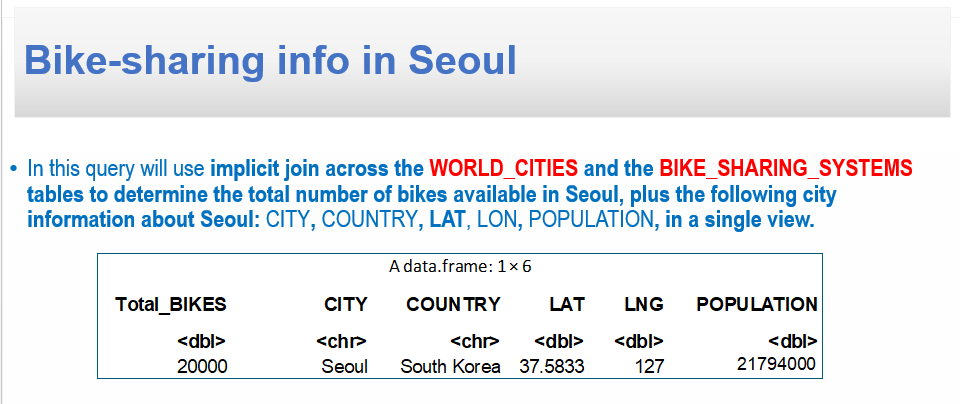 Bike-sharing info in Seoul
• In this query will use implicit join across the WORLD_CITIES and the BIKE_SHARING_SYSTEMS
tables to determine the total number of bikes available in Seoul, plus the following city
information about Seoul: CITY, COUNTRY, LAT, LON, POPULATION, in a single view.
A data.frame: 1 × 6
Total_BIKES CITY COUNTRY LAT LNG POPULATION
<dbl> <chr> <chr> <dbl> <dbl> <dbl>
20000 Seoul South Korea 37.5833 127 21794000